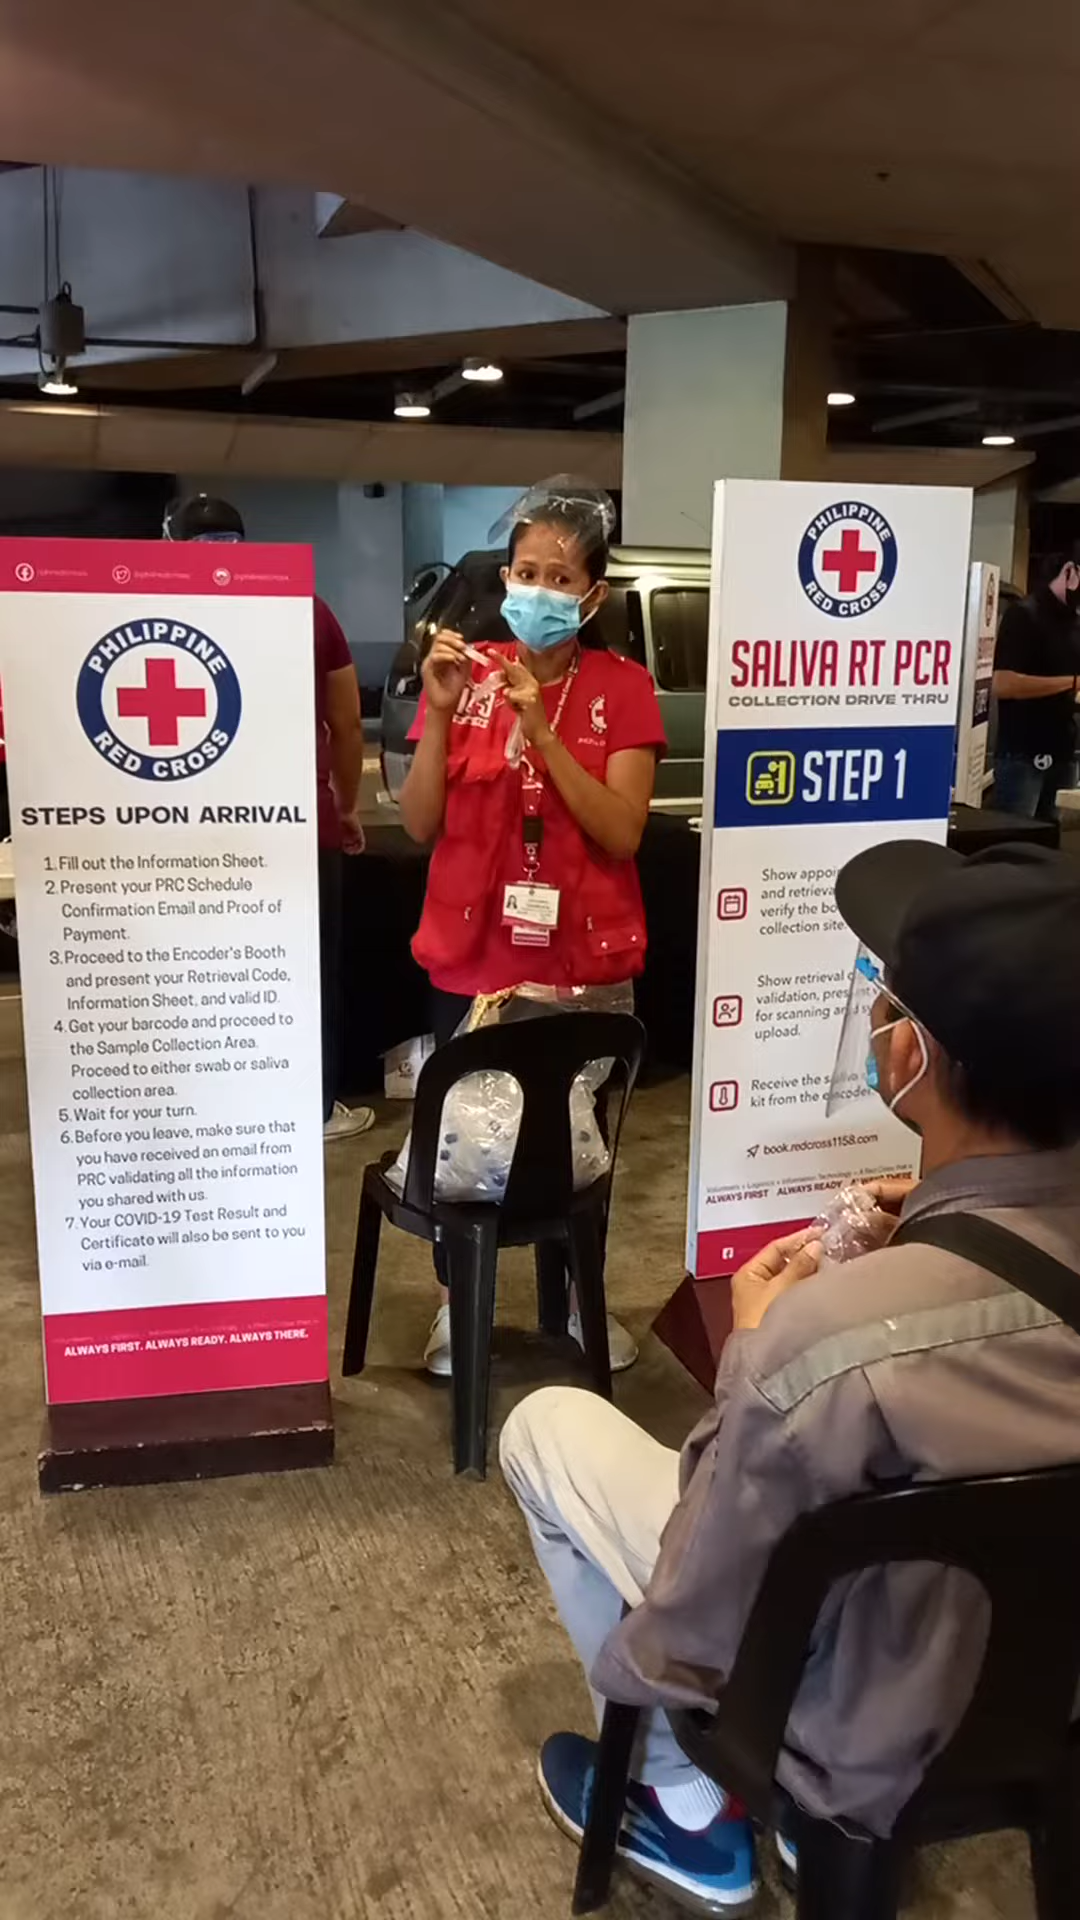 PHILIPPINE
RED CROSS
STEPS UPON ARRIVAL
1. Fill out the Information Sheet.
2. Present your PRC Schedule
Confirmation Email and Proof of
Payment.
3. Proceed to the Encoder's Booth
and present your Retrieval Code,
Information Sheet, and valid ID.
4. Get your barcode and proceed to
the Sample Collection Area.
Proceed to either swab or saliva
collection area.
5. Wait for your turn.
6. Before you leave, make sure that
you have received an email from
PRC validating all the information
you shared with us.
7. Your COVID-19 Test Result and
Certificate will also be sent to you
via e-mail.
ALWAYS FIRST. ALWAYS READY. ALWAYS THERE.
PHILIPPINE
RED CROSS
SALIVA RT PCR
COLLECTION DRIVE THRU
STEP 1
Show
and
verify the
collection site.
Show retrieval
validation,
for scanning
upload.
Receive the
kit from the
book.redcross1158.com
ALWAYS FIRST ALWAYS READY ALWAYS THERE